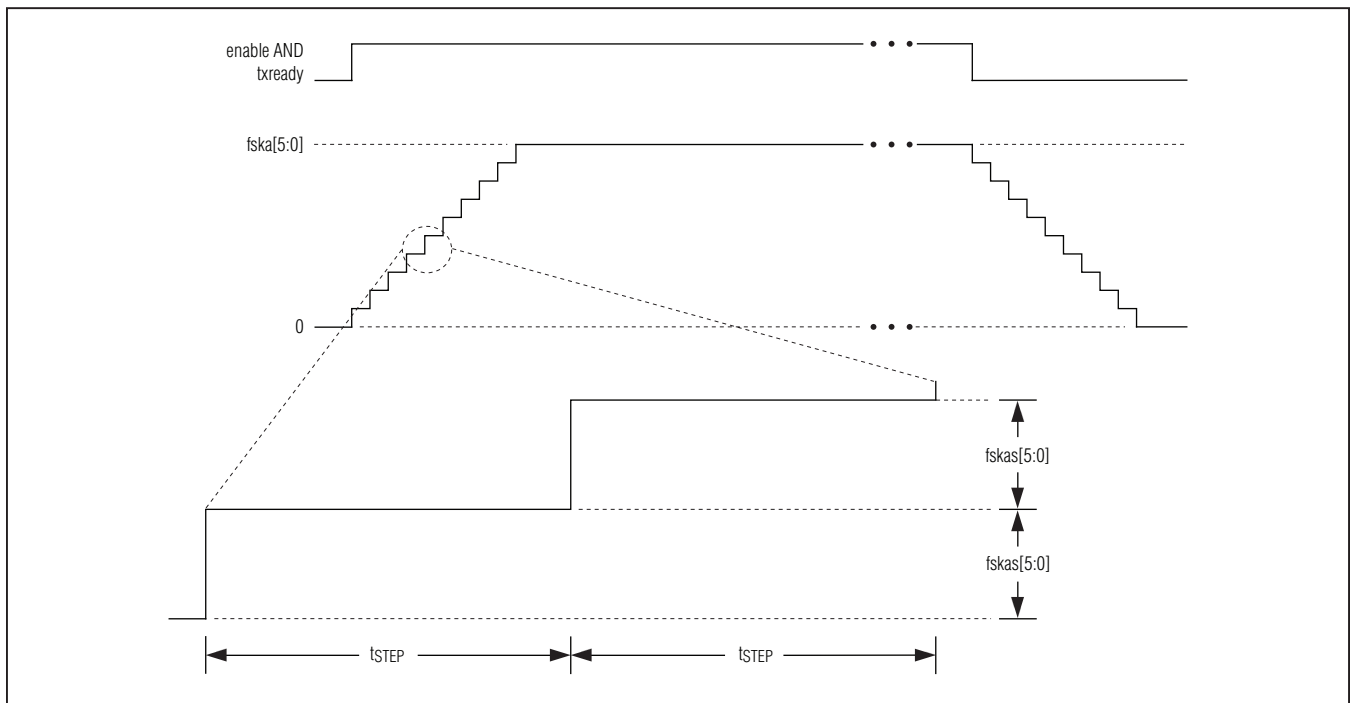 enable AND
txready
fska[5:0]
0
fskas[5:0]
fskas[5:0]
tSTEP
tSTEP